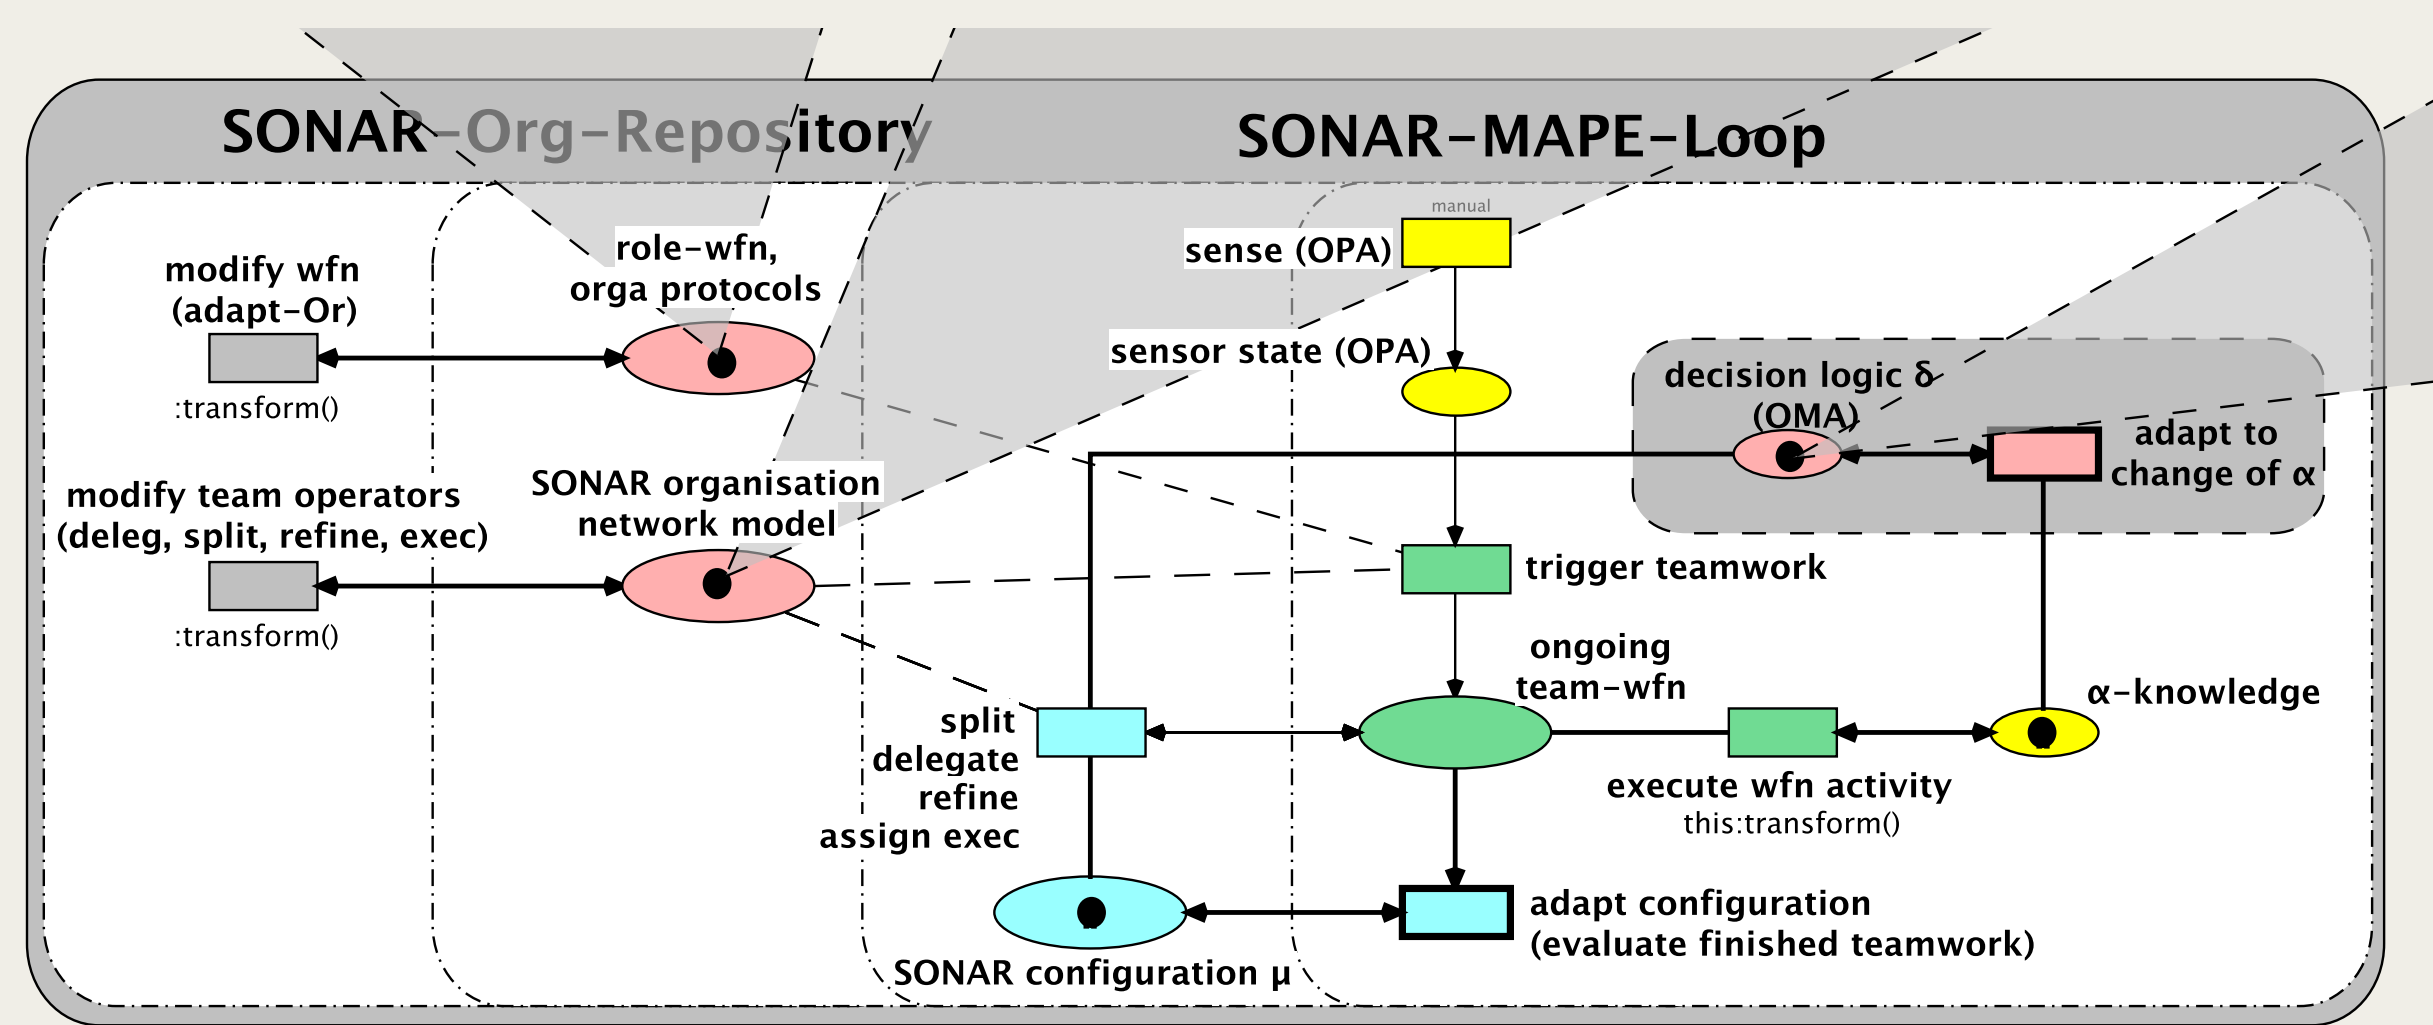 SONAR-Org-Repository
SONAR-MAPE-Loop
manual
sense (OPA)
role-wfn,
orga protocols
modify wfn
(adapt-Or)
:transform()
sensor state (OPA)
decision logic δ
(OMA)
adapt to
change of α
SONAR organisation
network model
modify team operators
(deleg, split, refine, exec)
:transform()
trigger teamwork
ongoing
team-wfn
α-knowledge
split
delegate
refine
assign exec
execute wfn activity
this:transform()
adapt configuration
(evaluate finished teamwork)
SONAR configuration μ